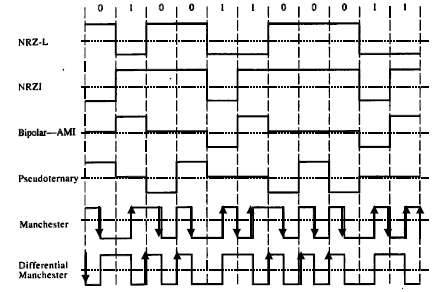 0 1 0 0 1 1 0 0 0 1 1
NRZ-L
NRZI
Bipolar—AMI
Pseudoternary
Manchester
Differential
Manchester